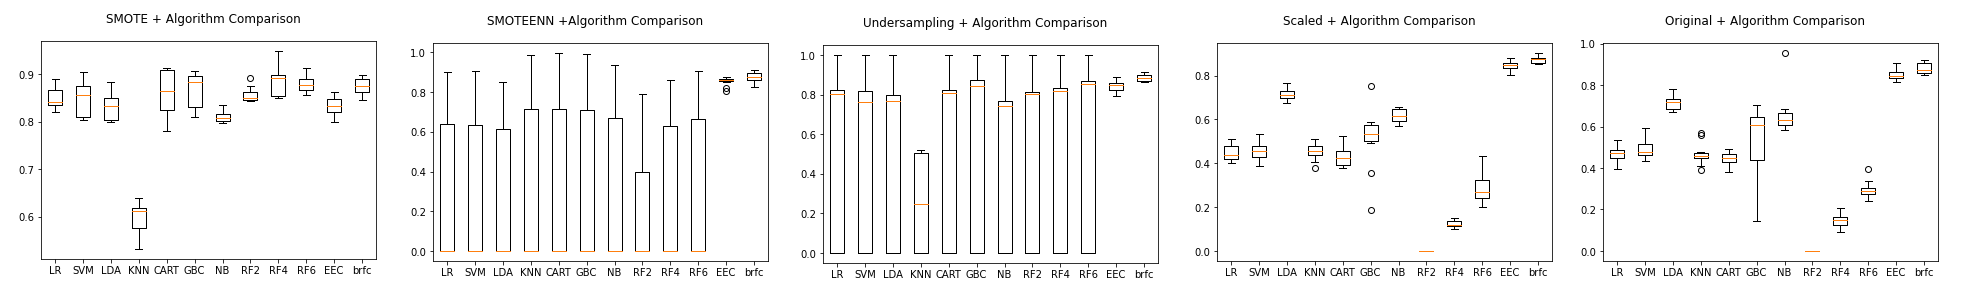 SMOTE + Algorithm Comparison
0.9
0.8
0.7
0.6
LR SVM LDA KNN CART GBC NB RF2 RF4 RF6 EEC brfc
SMOTEENN +Algorithm Comparison
1.0
0.8
0.6
0.4
0.2
0.0
LR SVM LDA KNN CART GBC NB RF2 RF4 RF6 EEC brfc
Undersampling + Algorithm Comparison
1.0
0.8
0.6
0.4
0.2
0.0
LR SVM LDA KNN CART GBC NB RF2 RF4 RF6 EEC brfc
Scaled + Algorithm Comparison
0.8
0.6
0.4
0.2
0.0
LR SVM LDA KNN CART GBC NB RF2 RF4 RF6 EEC brfc
Original + Algorithm Comparison
1.0
0.8
0.6
0.4
0.2
0.0
LR SVM LDA KNN CART GBC NB RF2 RF4 RF6 EEC brfc